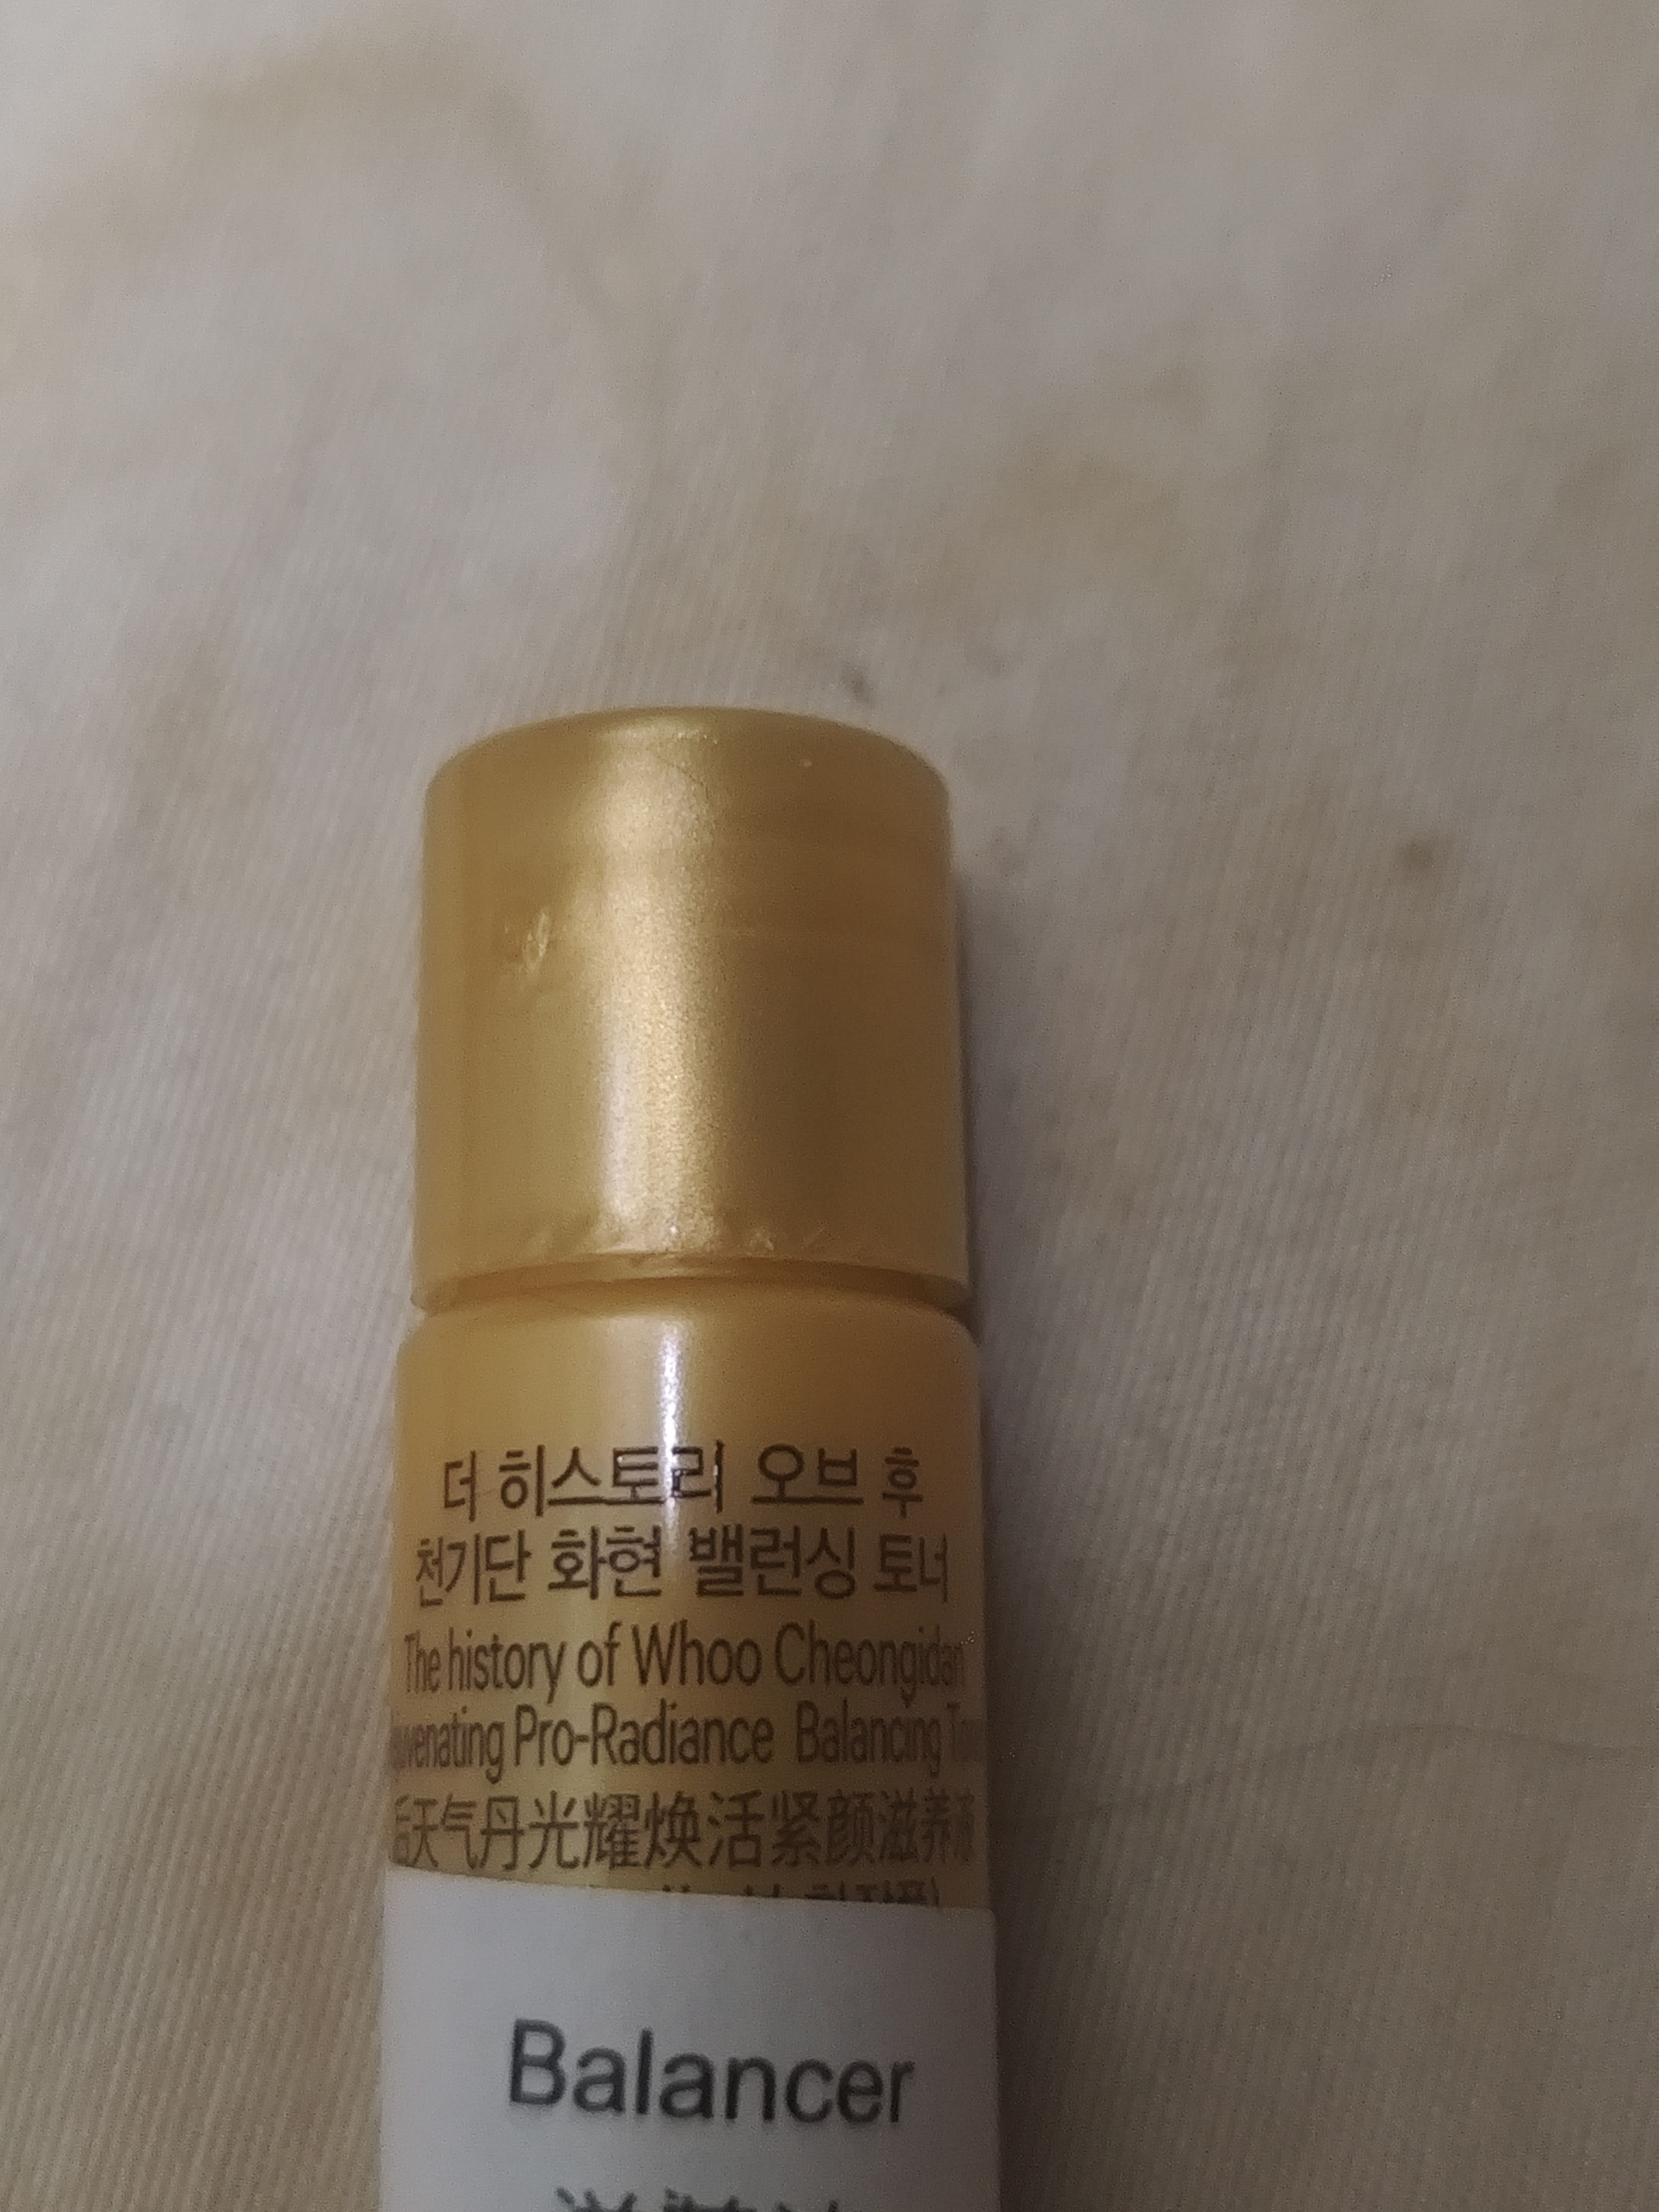 더 히스토리 오브 후
천기단 화현 밸런싱 토너
The history of Whoo Cheongidan
Pro-Radiance Balancing
后天气丹光耀焕活紧颜滋养液
Balancer